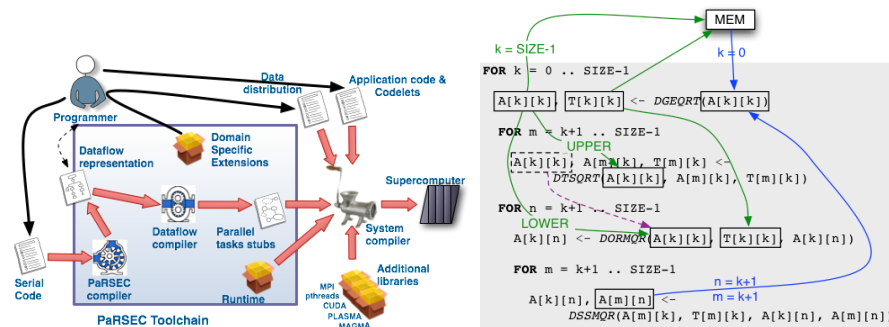 Programmer
Data
distribution
Application code &
Codelets
Dataflow
representation
Domain
Specific
Extensions
Supercomputer
Dataflow
compiler
Parallel
tasks stubs
System
compiler
Serial
Code
PaRSEC
compiler
Runtime
Additional
libraries
MPI
pthreads
CUDA
PLASMA
MAGMA
PaRSEC Toolchain
MEM
k = SIZE-1
k = 0
FOR k = 0 .. SIZE-1
A[k][k], T[k][k] <- DGEQRT(A[k][k])
FOR m = k+1 .. SIZE-1
UPPER
A[k][k], A[m][k], T[m][k] <-
DTSQRT(A[k][k], A[m][k], T[m][k])
FOR n = k+1 .. SIZE-1
LOWER
A[k][n] <- DORMQR(A[k][k], T[k][k], A[k][n])
FOR m = k+1 .. SIZE-1
n = k+1
m = k+1
A[k][n], A[m][n] <-
DSSMQR(A[m][k], T[m][k], A[k][n], A[m][n]